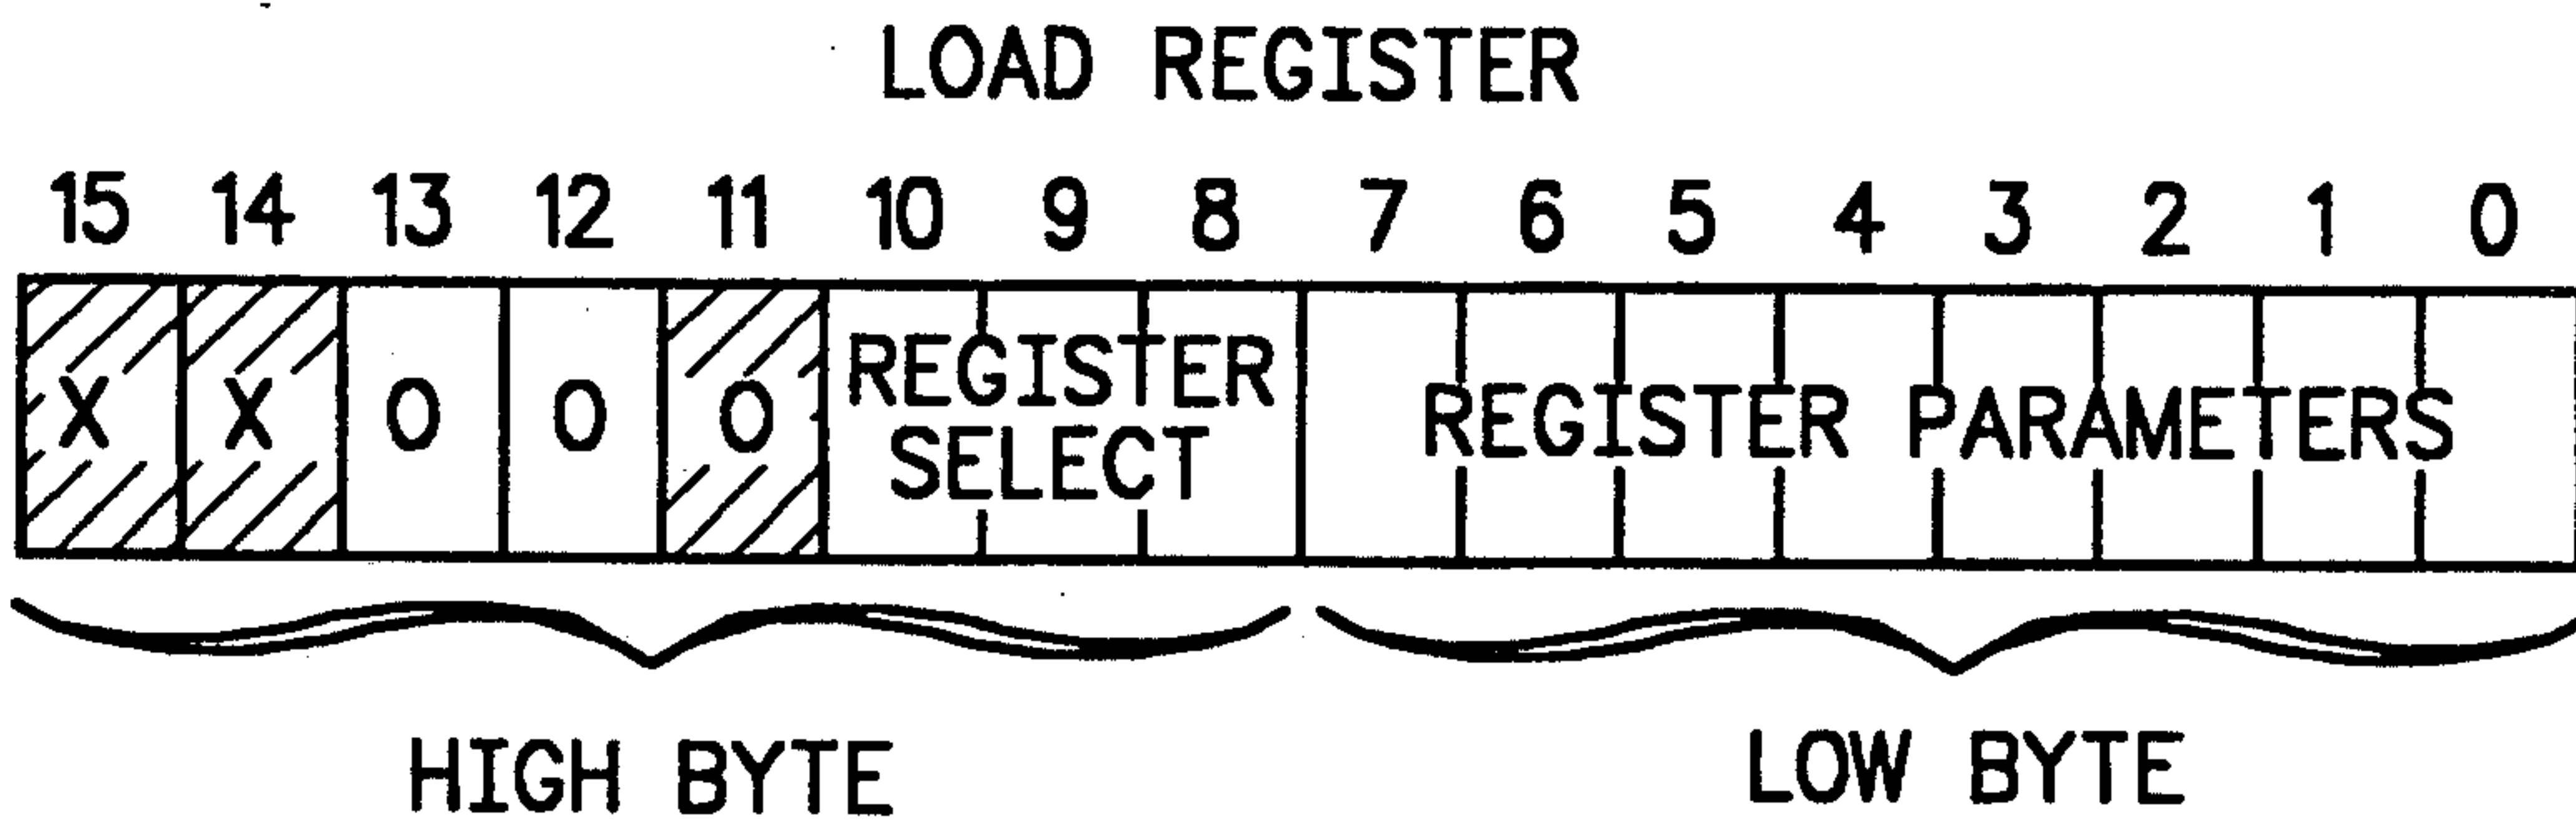 LOAD REGISTER
15 14 13 12 11 10 9 8 7 6 5 4 3 2 1 0
X X 0 0 0 REGISTER SELECT REGISTER PARAMETERS
HIGH BYTE LOW BYTE